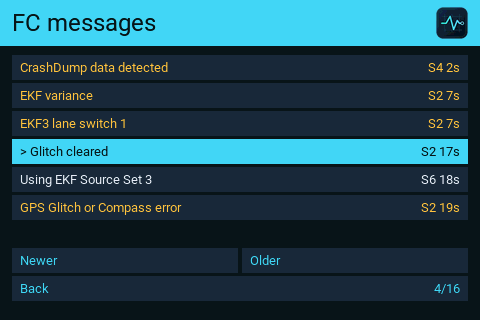 FC messages
CrashDump data detected S4 2s
EKF variance S2 7s
EKF3 lane switch 1 S2 7s
> Glitch cleared S2 17s
Using EKF Source Set 3 S6 18s
GPS Glitch or Compass error S2 19s
Newer Older
Back 4/16